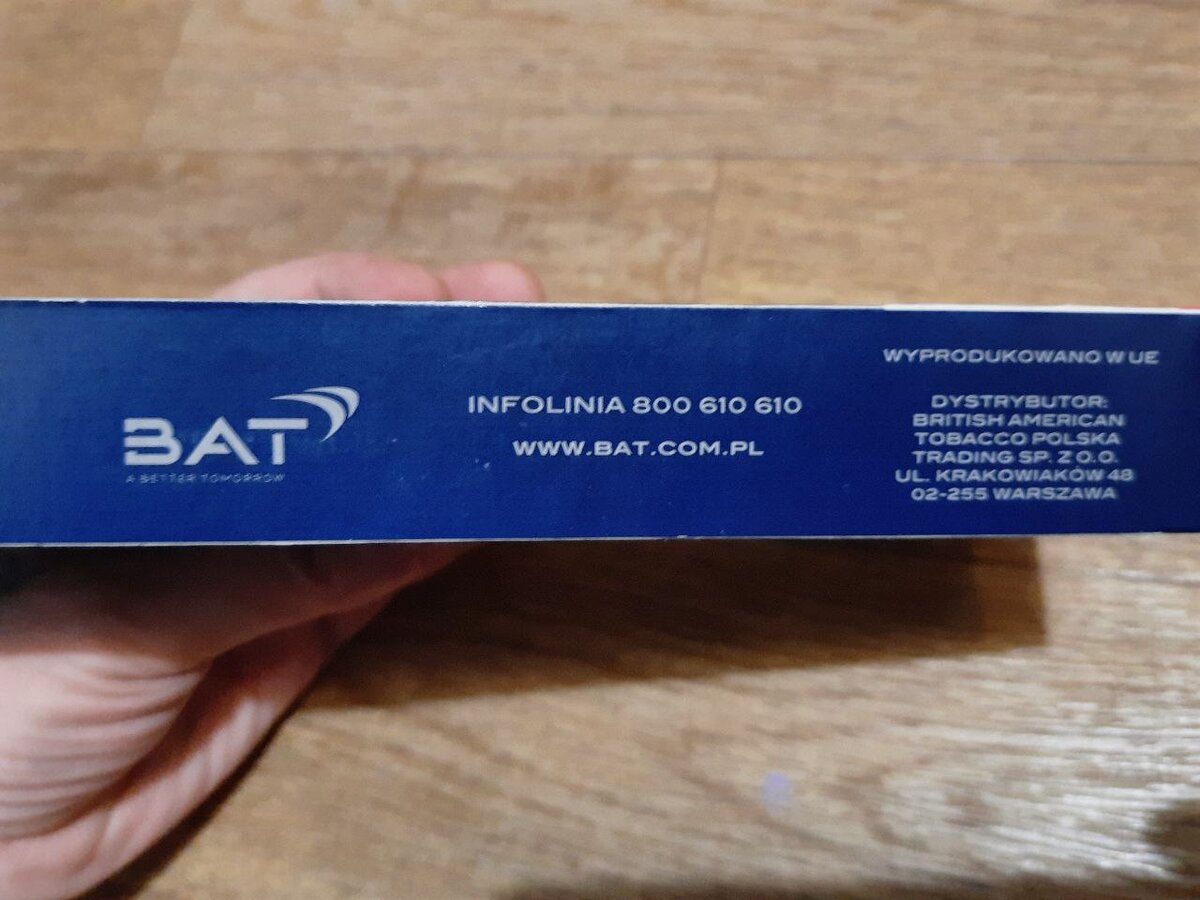 BAT
A BETTER TOMORROW
INFOLINIA 800 610 610
WWW.BAT.COM.PL
WYPRODUKOWANO W UE
DYSTRYBUTOR:
BRITISH AMERICAN
TOBACCO POLSKA
TRADING SP. Z O.O.
UL. KRAKOWIAKÓW 48
02-255 WARSZAWA